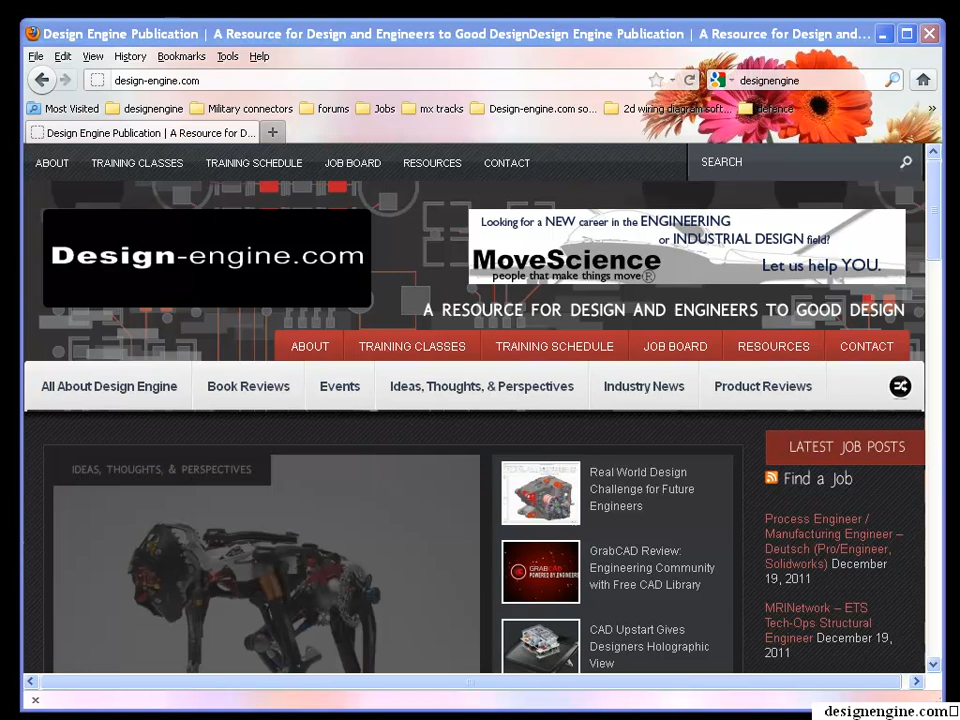 Design Engine Publication | A Resource for Design and Engineers to Good DesignDesign Engine Publication | A Resource for Design and...
File Edit View History Bookmarks Tools Help
design-engine.com
designengine
Most Visited designengine Military connectors forums Jobs mx tracks Design-engine.com so... 2d wiring diagram soft... defence
Design Engine Publication | A Resource for D...
ABOUT TRAINING CLASSES TRAINING SCHEDULE JOB BOARD RESOURCES CONTACT
SEARCH
Design-engine.com
Looking for a NEW career in the ENGINEERING
or INDUSTRIAL DESIGN field?
MoveScience
people that make things move®
Let us help YOU.
A RESOURCE FOR DESIGN AND ENGINEERS TO GOOD DESIGN
ABOUT TRAINING CLASSES TRAINING SCHEDULE JOB BOARD RESOURCES CONTACT
All About Design Engine Book Reviews Events Ideas, Thoughts, & Perspectives Industry News Product Reviews
IDEAS, THOUGHTS, & PERSPECTIVES
Real World Design
Challenge for Future
Engineers
GRABCAD
POWERED BY ENGINEERS
GrabCAD Review:
Engineering Community
with Free CAD Library
CAD Upstart Gives
Designers Holographic
View
LATEST JOB POSTS
Find a Job
Process Engineer /
Manufacturing Engineer –
Deutsch (Pro/Engineer,
Solidworks) December
19, 2011
MRINetwork – ETS
Tech-Ops Structural
Engineer December 19,
2011
designengine.com